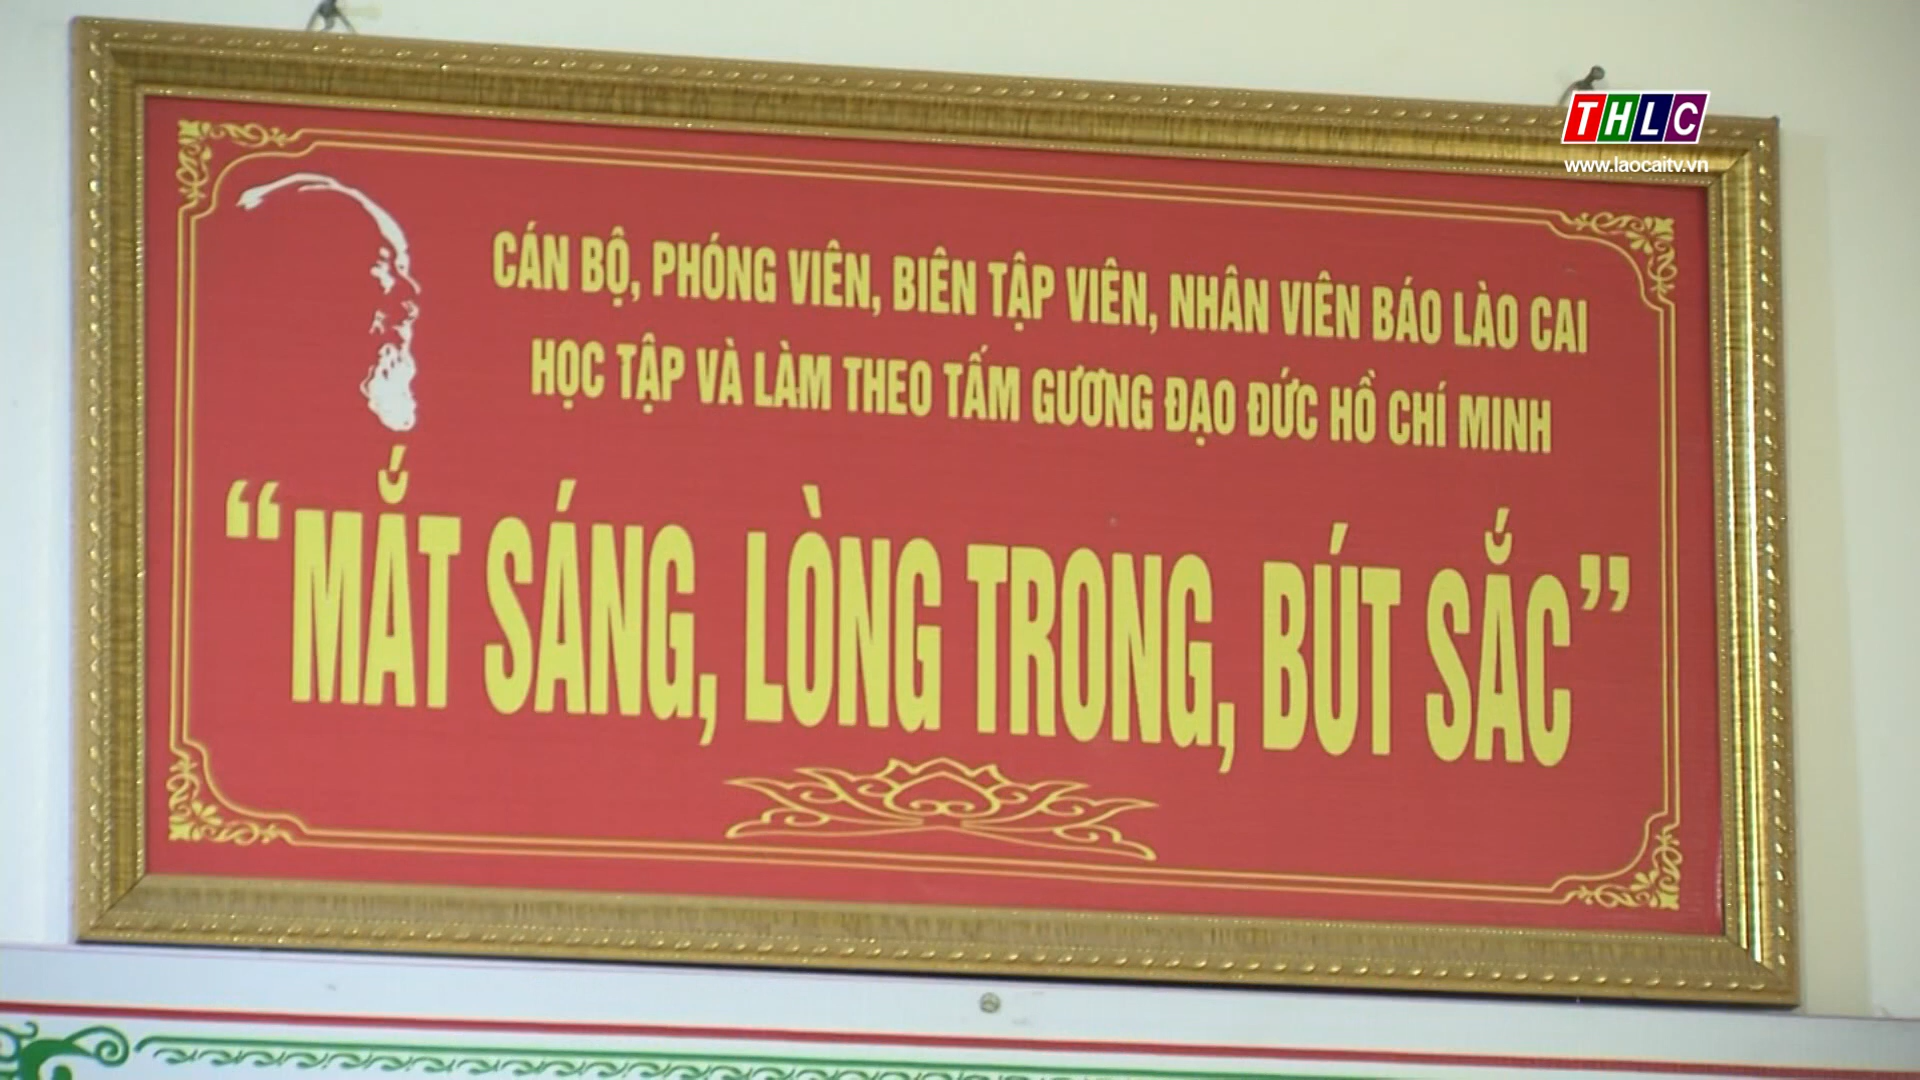 THLC
www.laocaitv.vn
CÁN BỘ, PHÓNG VIÊN, BIÊN TẬP VIÊN, NHÂN VIÊN BÁO LÀO CAI
HỌC TẬP VÀ LÀM THEO TẤM GƯƠNG ĐẠO ĐỨC HỒ CHÍ MINH
“MẮT SÁNG, LÒNG TRONG, BÚT SẮC”